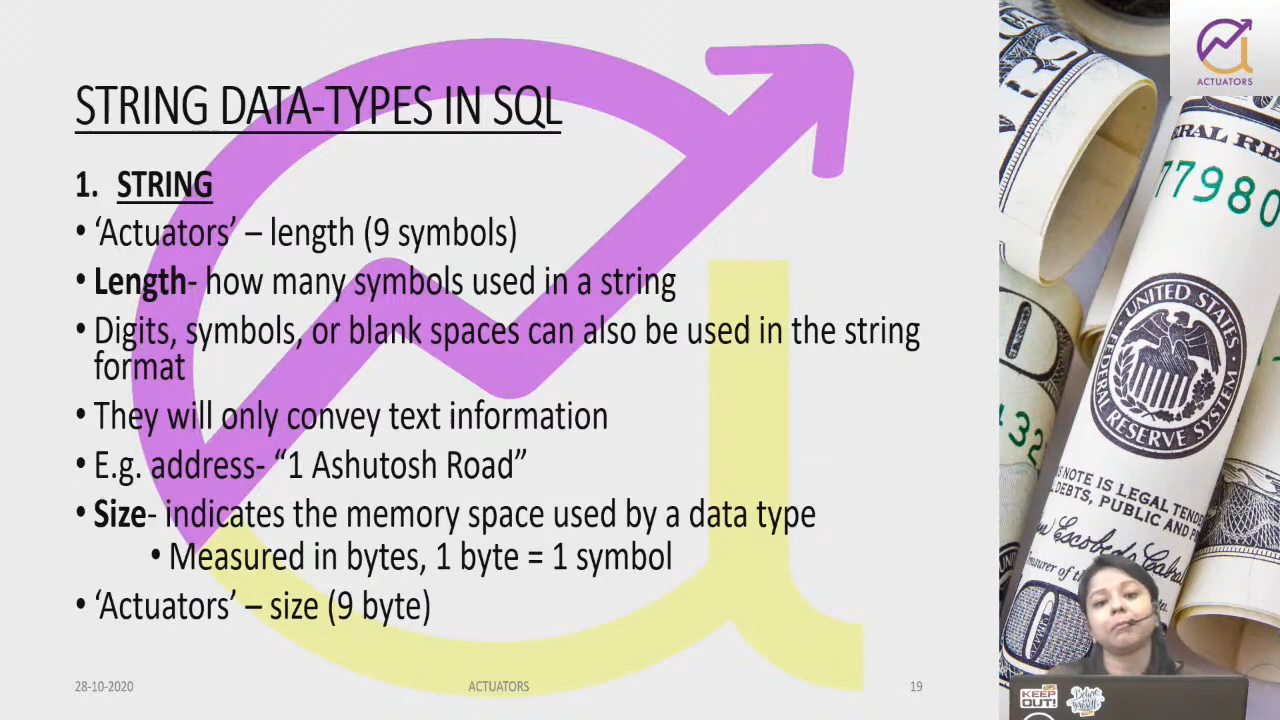 STRING DATA-TYPES IN SQL
1. STRING
• ‘Actuators’ – length (9 symbols)
• Length- how many symbols used in a string
• Digits, symbols, or blank spaces can also be used in the string
format
• They will only convey text information
• E.g. address- “1 Ashutosh Road”
• Size- indicates the memory space used by a data type
• Measured in bytes, 1 byte = 1 symbol
• ‘Actuators’ – size (9 byte)
28-10-2020
ACTUATORS
19
ACTUATORS
77980
UNITED STATES
FEDERAL RESERVE SYSTEM
NOTE IS LEGAL
DEBTS, PUBLIC AND
KEEP
OUT!